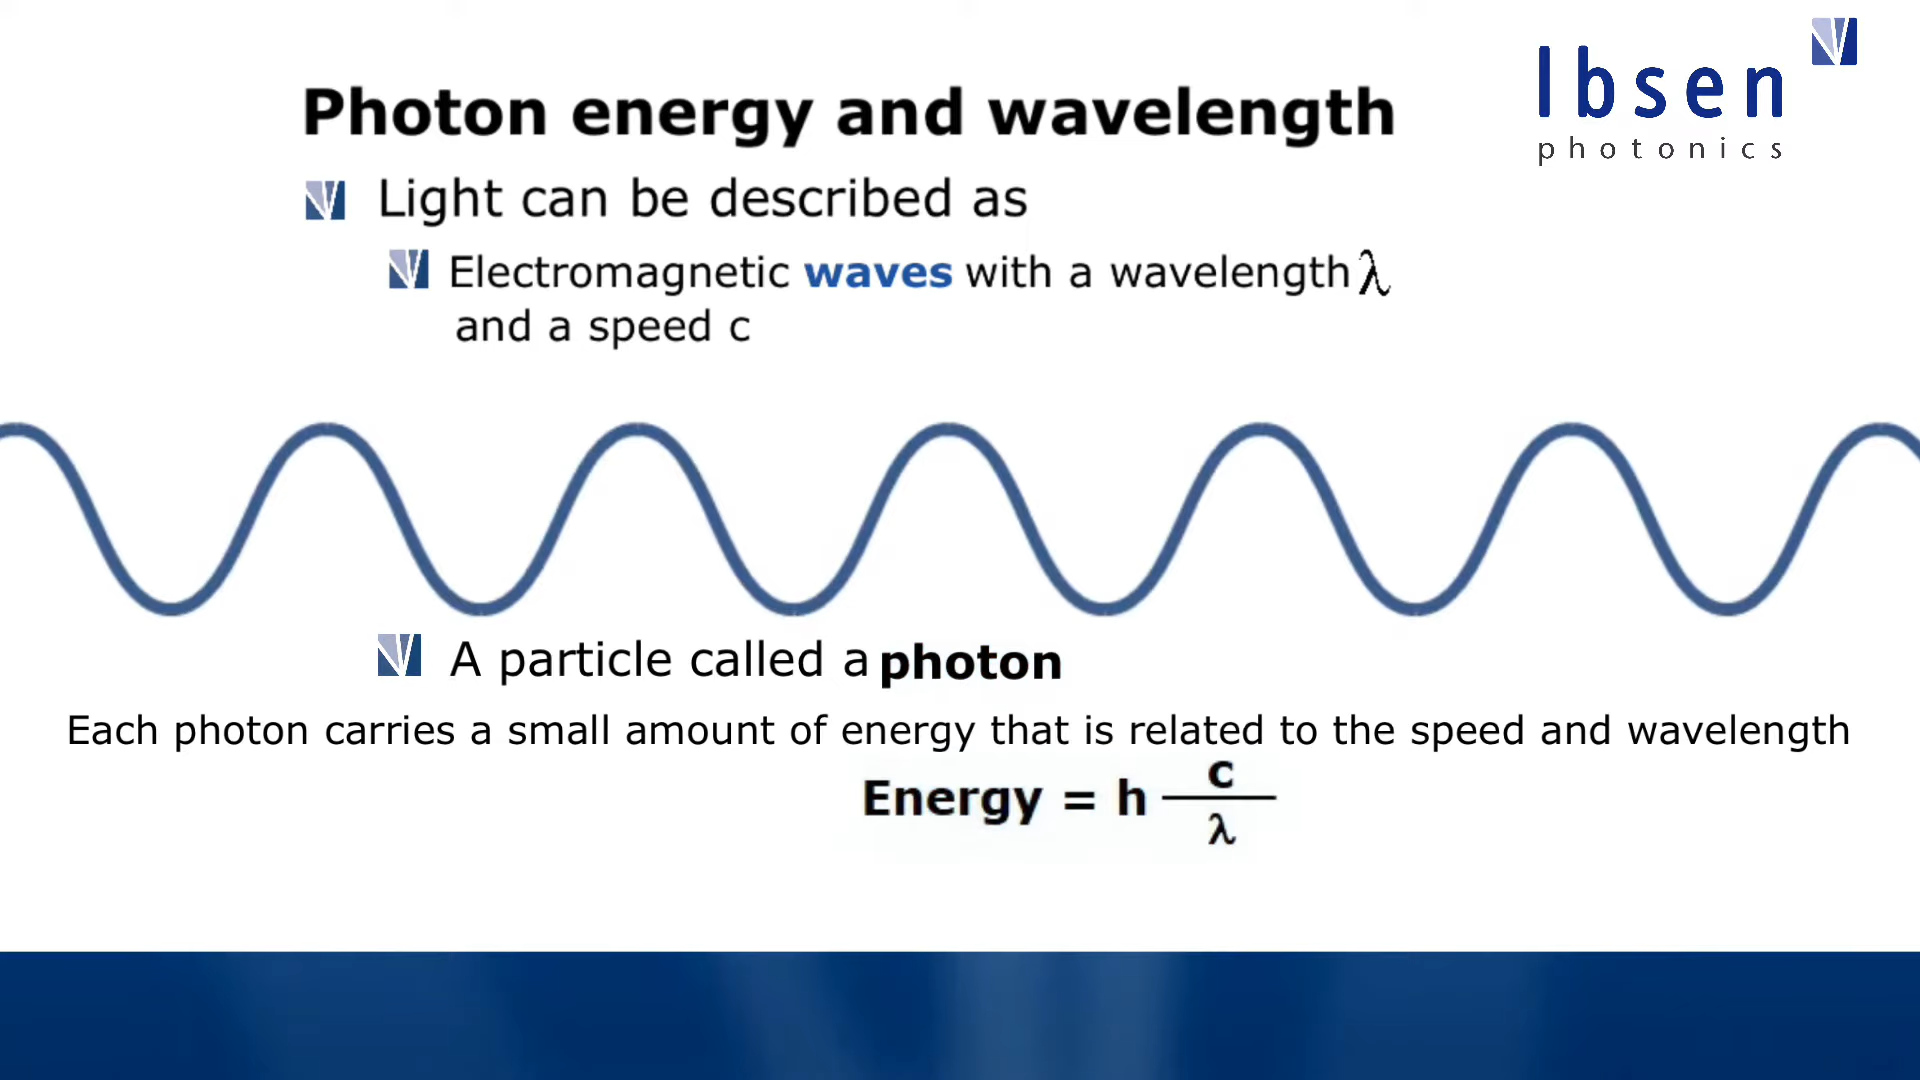 Ibsen
photonics
Photon energy and wavelength
Light can be described as
Electromagnetic waves with a wavelength λ
and a speed c
A particle called a photon
Each photon carries a small amount of energy that is related to the speed and wavelength
Energy = h c
λ